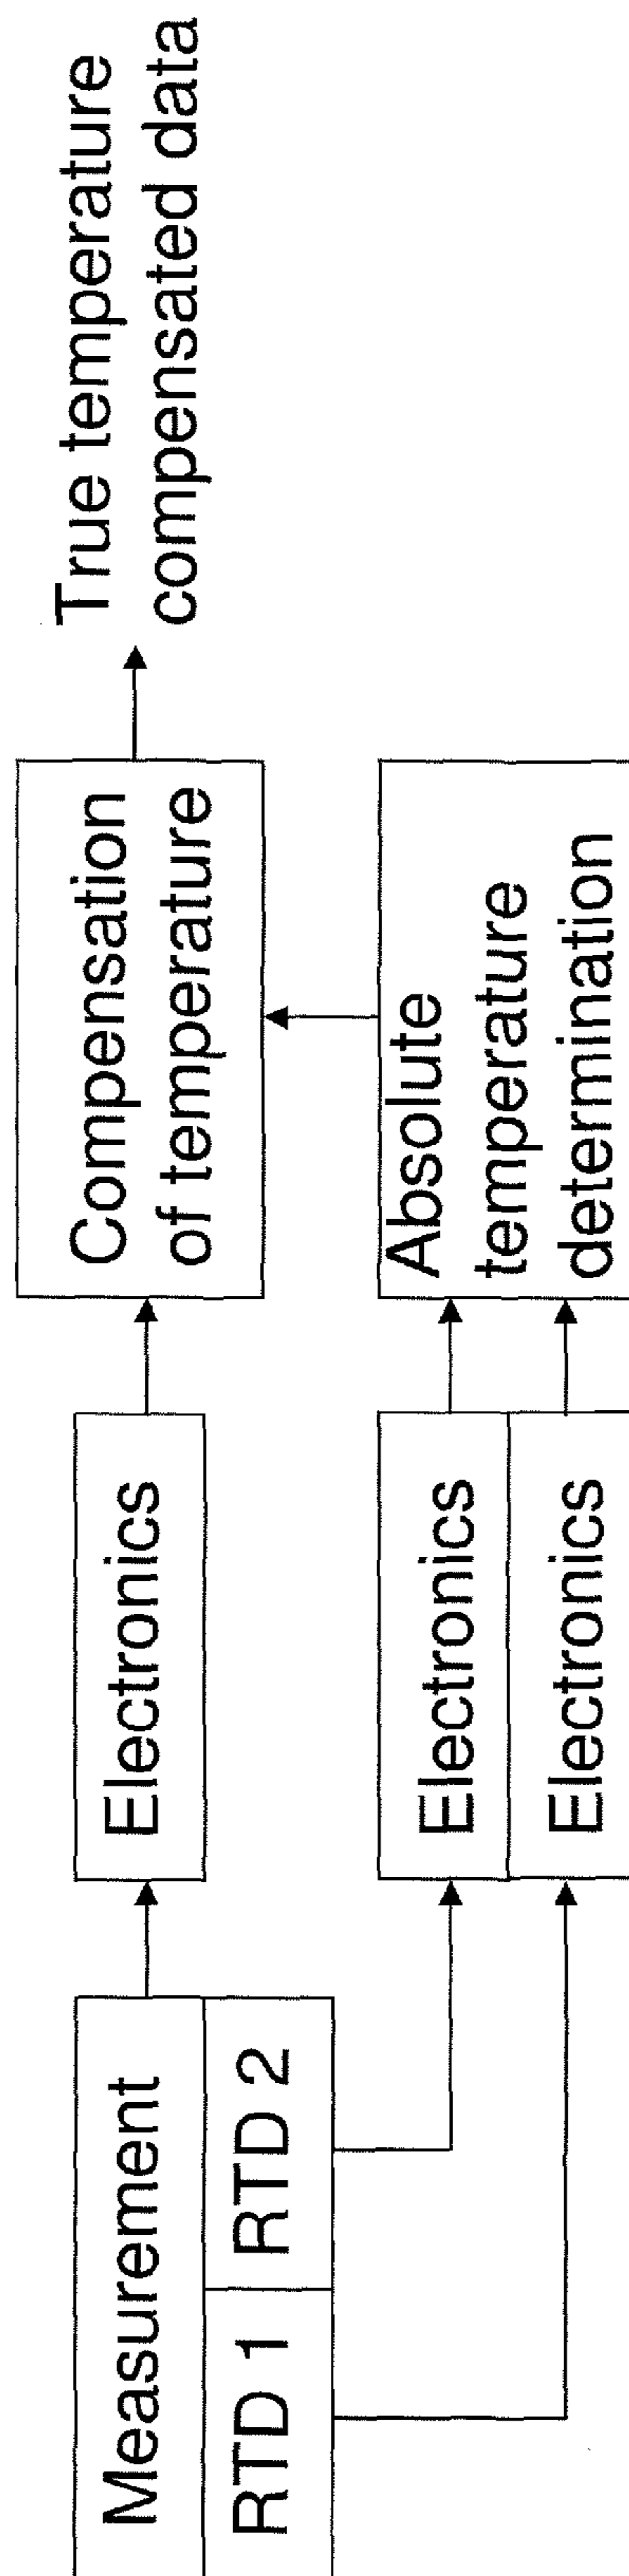 Measurement
RTD 1
RTD 2
Electronics
Electronics
Electronics
Compensation
of temperature
Absolute
temperature
determination
True temperature
compensated data